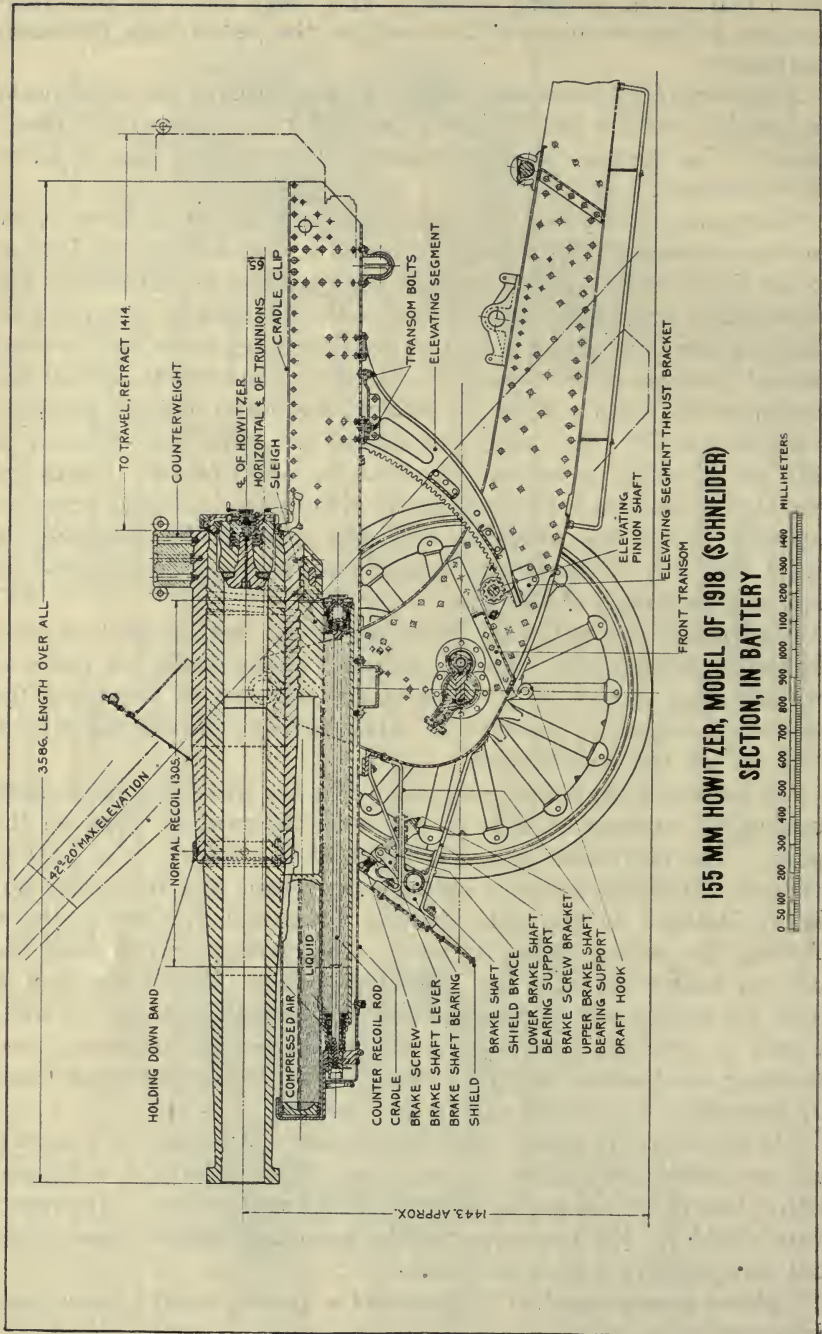 3586, LENGTH OVER ALL
TO TRAVEL, RETRACT 1414
COUNTERWEIGHT
℄ OF HOWITZER
HORIZONTAL ℄ OF TRUNNIONS
59
SLEIGH
CRADLE CLIP
42°-20' MAX. ELEVATION
NORMAL RECOIL 1305
HOLDING DOWN BAND
COMPRESSED AIR
LIQUID
TRANSOM BOLTS
ELEVATING SEGMENT
COUNTER RECOIL ROD
CRADLE
BRAKE SCREW
BRAKE SHAFT LEVER
BRAKE SHAFT BEARING
SHIELD
BRAKE SHAFT
SHIELD BRACE
LOWER BRAKE SHAFT
BEARING SUPPORT
BRAKE SCREW BRACKET
UPPER BRAKE SHAFT
BEARING SUPPORT
DRAFT HOOK
1443, APPROX.
ELEVATING
PINION SHAFT
ELEVATING SEGMENT THRUST BRACKET
FRONT TRANSOM
155 MM HOWITZER, MODEL OF 1918 (SCHNEIDER)
SECTION, IN BATTERY
0 50 100 200 300 400 500 600 700 800 900 1000 1100 1200 1300 1400 MILLIMETERS